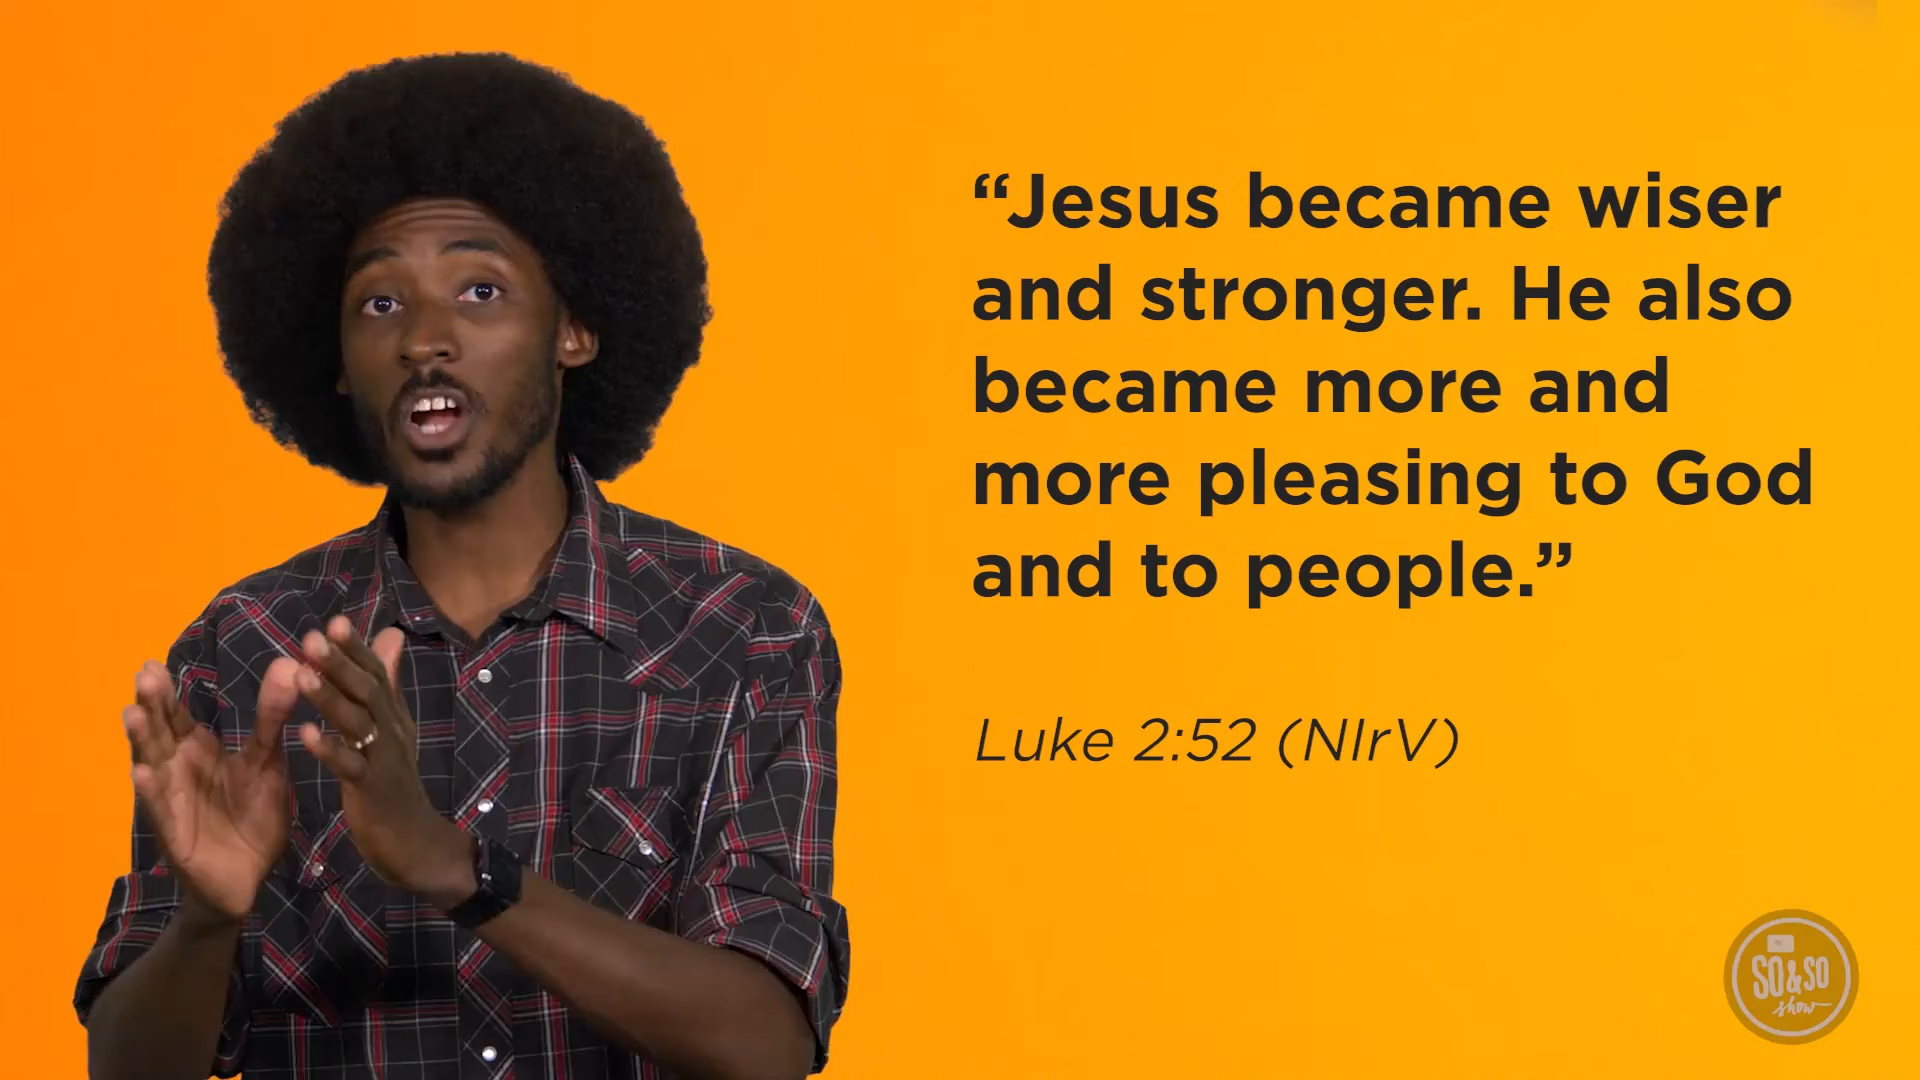 “Jesus became wiser
and stronger. He also
became more and
more pleasing to God
and to people.”
Luke 2:52 (NIrV)
SO&SO
show